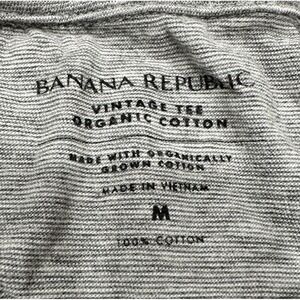 BANANA REPUBLIC
VINTAGE TEE
ORGANIC COTTON
MADE WITH ORGANICALLY
GROWN COTTON
MADE IN VIETNAM
M
100% COTTON